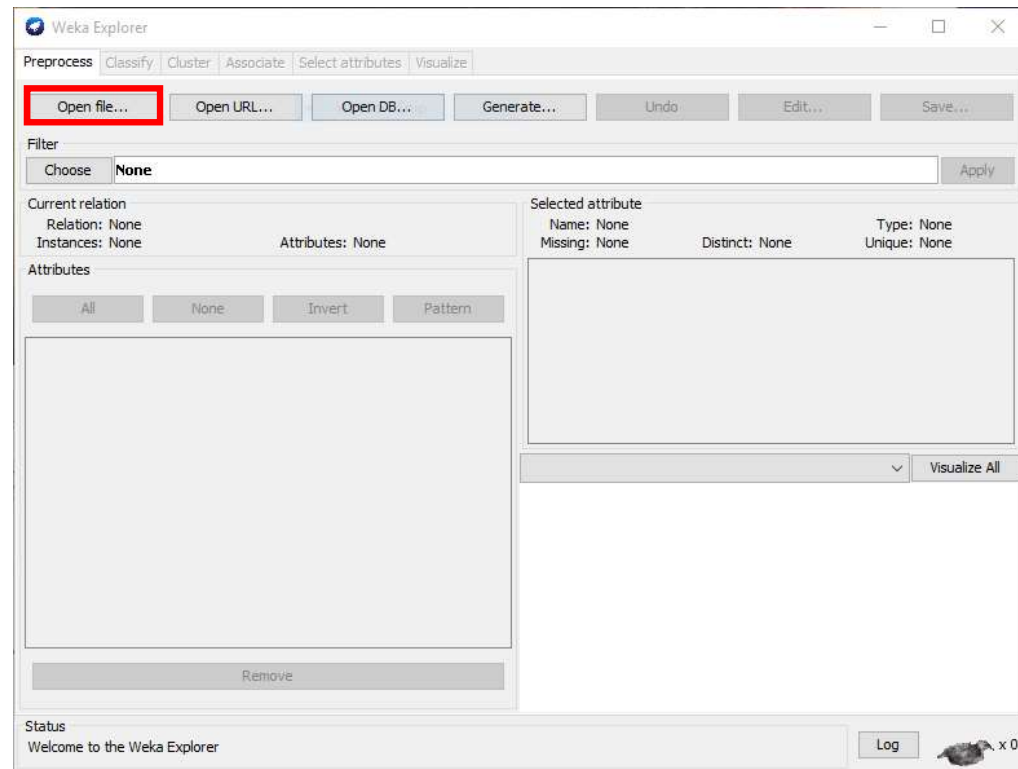 Weka Explorer
Preprocess Classify Cluster Associate Select attributes Visualize
Open file... Open URL... Open DB... Generate... Undo Edit... Save...
Filter
Choose None Apply
Current relation
Relation: None
Instances: None Attributes: None
Selected attribute
Name: None Type: None
Missing: None Distinct: None Unique: None
Attributes
All None Invert Pattern
Visualize All
Remove
Status
Welcome to the Weka Explorer
Log x 0